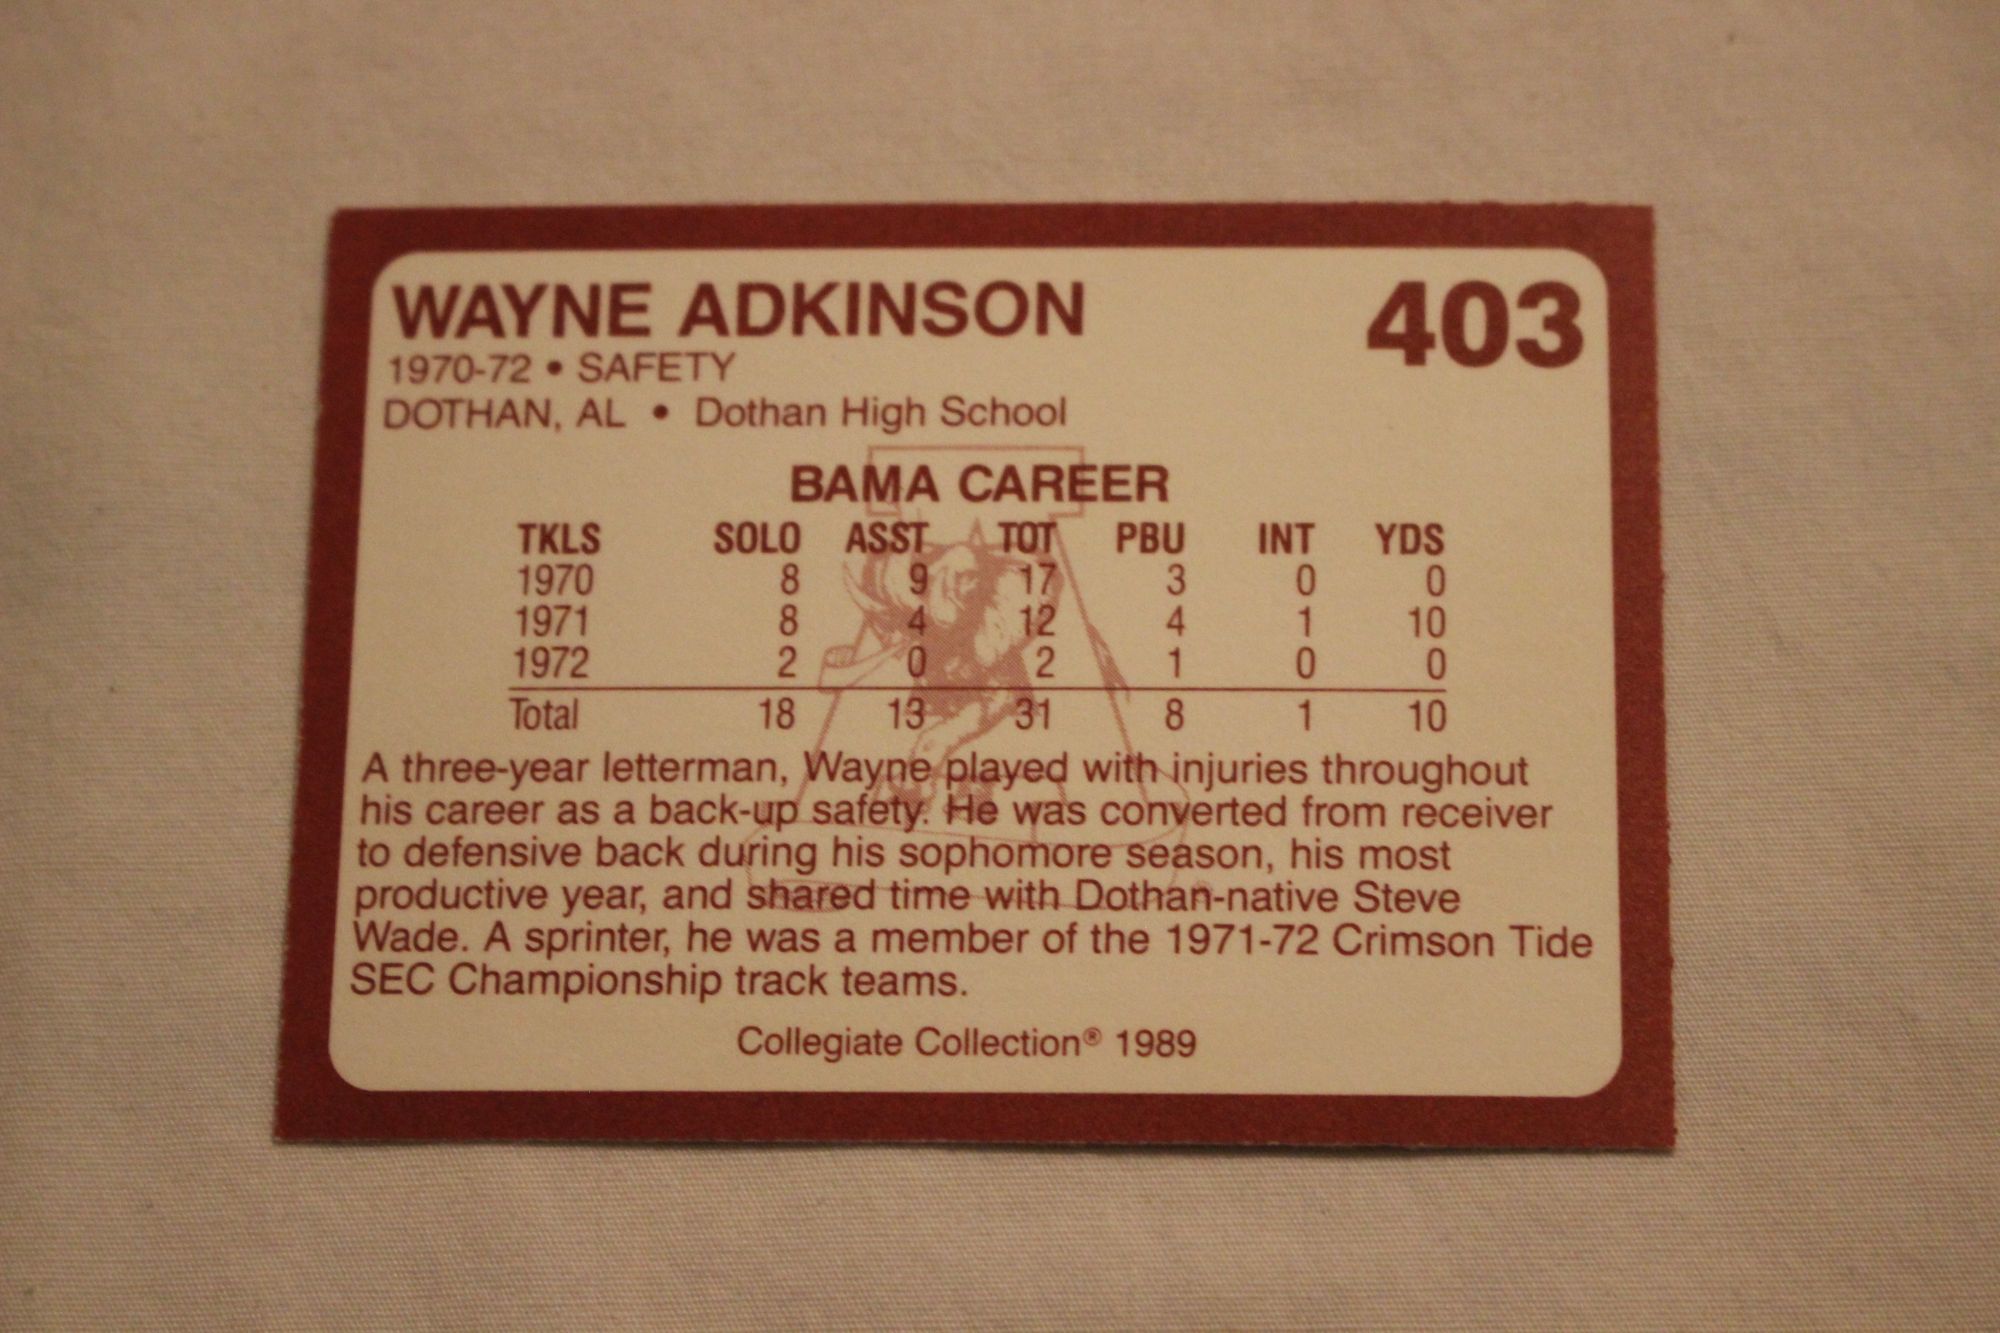 WAYNE ADKINSON 403
1970-72 • SAFETY
DOTHAN, AL • Dothan High School
BAMA CAREER
TKLS SOLO ASST TOT PBU INT YDS
1970 8 9 17 3 0 0
1971 8 4 12 4 1 10
1972 2 0 2 1 0 0
Total 18 13 31 8 1 10
A three-year letterman, Wayne played with injuries throughout
his career as a back-up safety. He was converted from receiver
to defensive back during his sophomore season, his most
productive year, and shared time with Dothan-native Steve
Wade. A sprinter, he was a member of the 1971-72 Crimson Tide
SEC Championship track teams.
Collegiate Collection® 1989